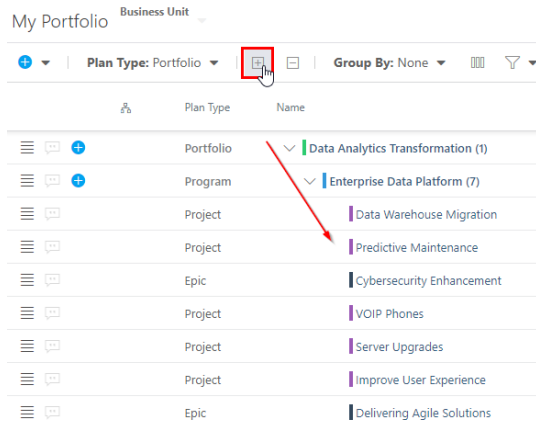 My Portfolio
Business Unit
Plan Type: Portfolio Group By: None
Plan Type Name
Portfolio Data Analytics Transformation (1)
Program Enterprise Data Platform (7)
Project Data Warehouse Migration
Project Predictive Maintenance
Epic Cybersecurity Enhancement
Project VOIP Phones
Project Server Upgrades
Project Improve User Experience
Epic Delivering Agile Solutions